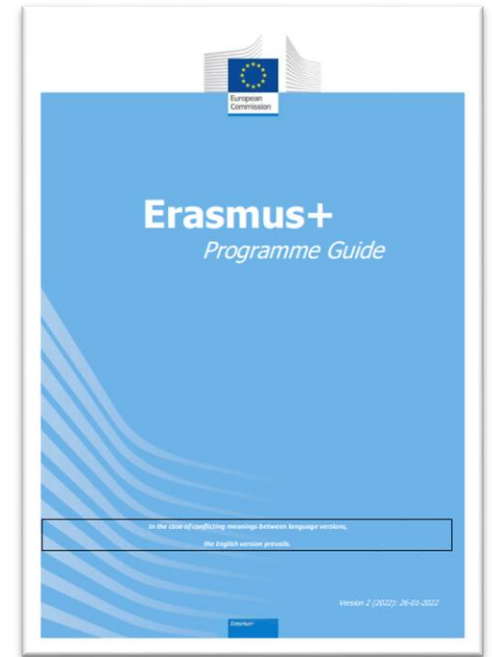 European
Commission
Erasmus+
Programme Guide
In the case of conflicting meanings between language versions,
the English version prevails.
Version 2 (2022): 26-01-2022
Erasmus+